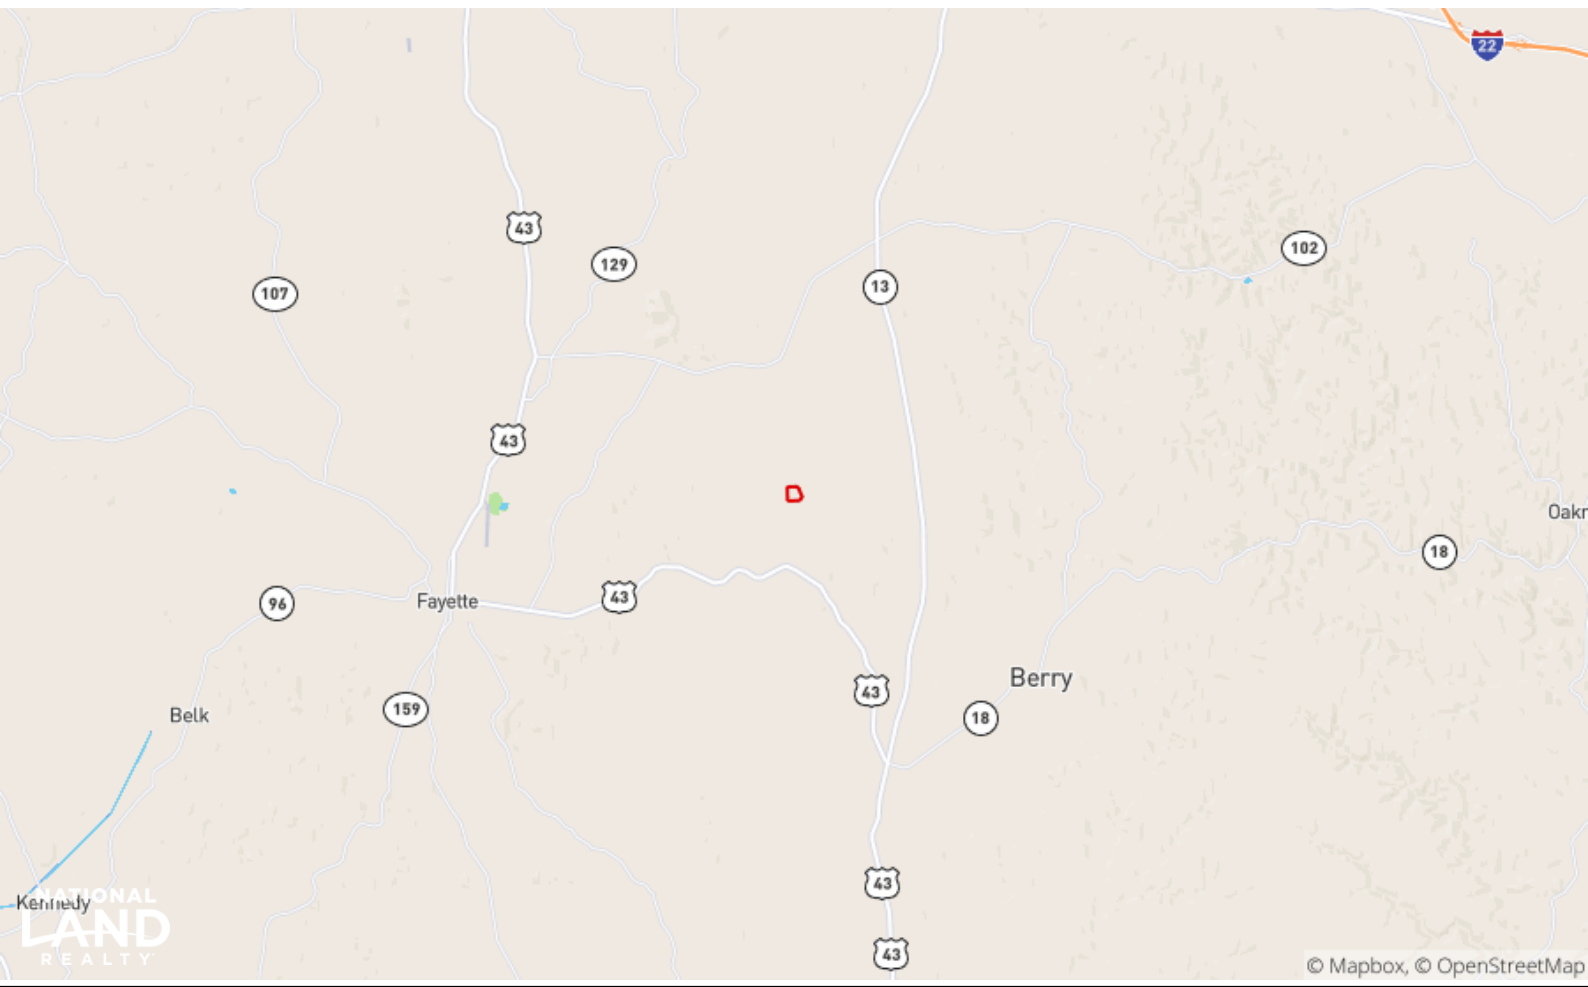 22
43
129
102
107
13
43
Oakr
18
96
Fayette
43
Berry
43
159
Belk
18
43
Kennedy
NATIONAL
LAND
REALTY
43
© Mapbox, © OpenStreetMap